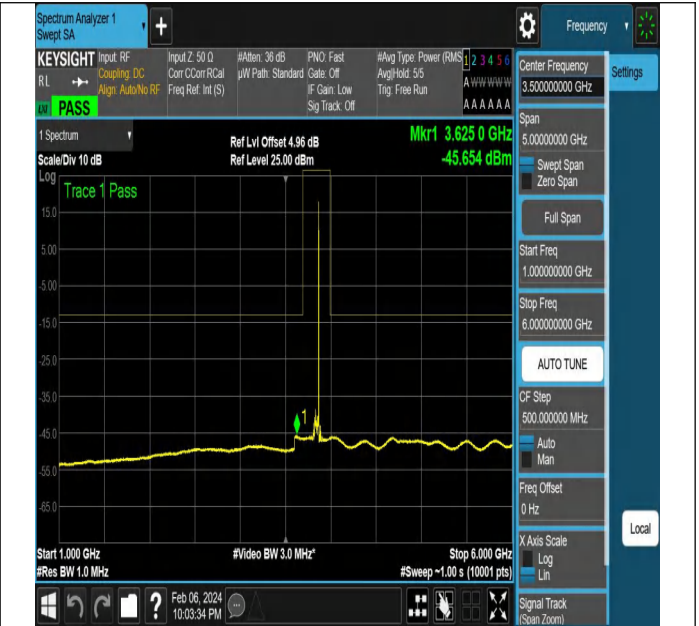 Spectrum Analyzer 1
Swept SA
+
Frequency
KEYSIGHT
RL
PASS
Input: RF
Coupling: DC
Align: Auto/No RF
Input Z: 50 Ω
Corr CCorr RCal
Freq Ref: Int (S)
#Atten: 36 dB
µW Path: Standard
PNO: Fast
Gate: Off
IF Gain: Low
Sig Track: Off
#Avg Type: Power (RMS
Avg|Hold: 5/5
Trig: Free Run
1 2 3 4 5 6
A W W W W W
A A A A A A
1 Spectrum
Scale/Div 10 dB
Ref Lvl Offset 4.96 dB
Ref Level 25.00 dBm
Mkr1 3.625 0 GHz
-45.654 dBm
Log
Trace 1 Pass
15.0
5.00
-5.00
-15.0
-25.0
-35.0
-45.0
-55.0
-65.0
1
Start 1.000 GHz
#Res BW 1.0 MHz
#Video BW 3.0 MHz*
Stop 6.000 GHz
#Sweep ~1.00 s (10001 pts)
Center Frequency
3.500000000 GHz
Settings
Span
5.00000000 GHz
Swept Span
Zero Span
Full Span
Start Freq
1.000000000 GHz
Stop Freq
6.000000000 GHz
AUTO TUNE
CF Step
500.000000 MHz
Auto
Man
Freq Offset
0 Hz
X Axis Scale
Log
Lin
Signal Track
(Span Zoom)
Local
?
Feb 06, 2024
10:03:34 PM